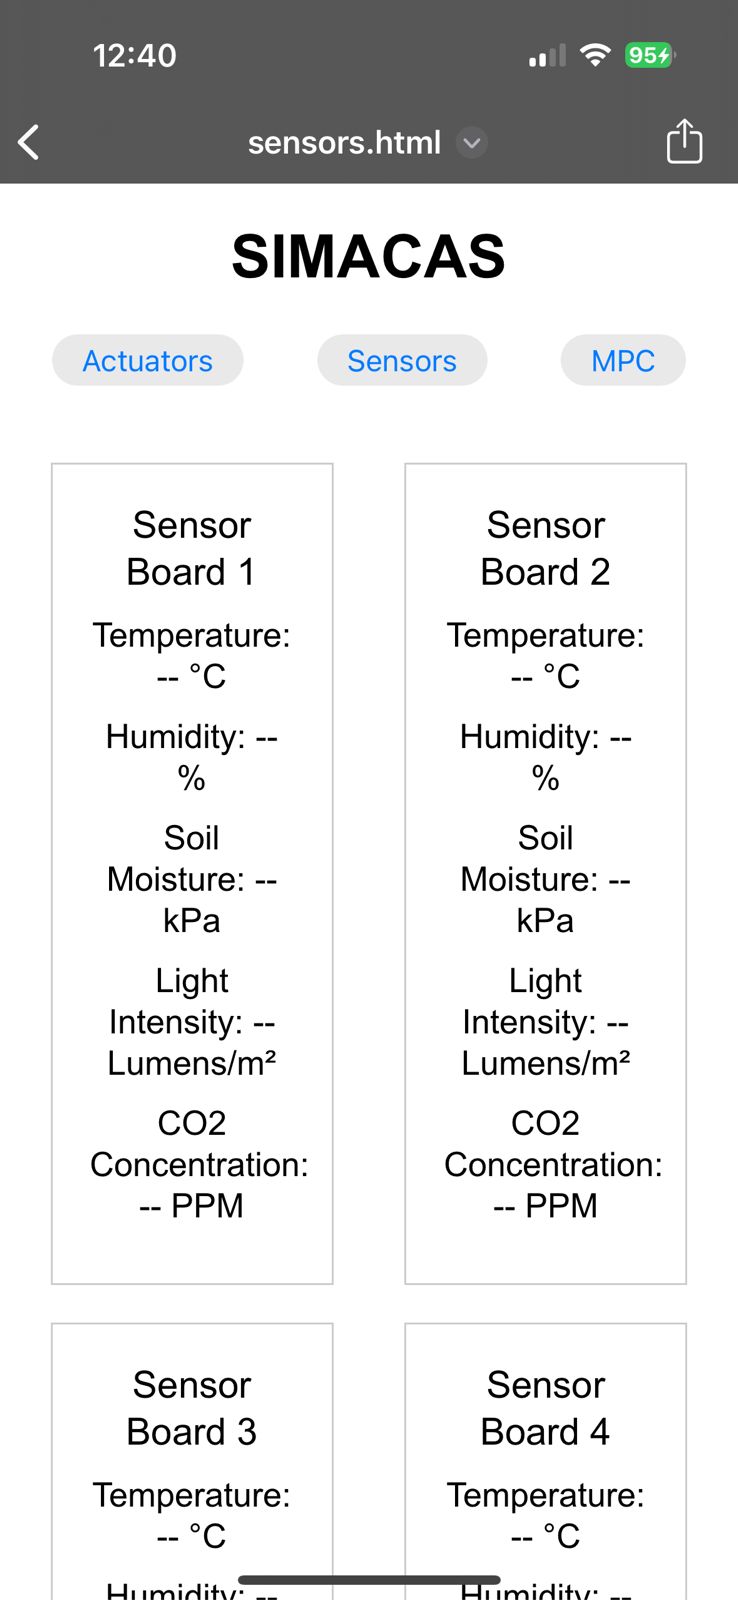 12:40
95
sensors.html
SIMACAS
Actuators
Sensors
MPC
Sensor
Board 1
Temperature:
-- °C
Humidity: --
%
Soil
Moisture: --
kPa
Light
Intensity: --
Lumens/m²
CO2
Concentration:
-- PPM
Sensor
Board 2
Temperature:
-- °C
Humidity: --
%
Soil
Moisture: --
kPa
Light
Intensity: --
Lumens/m²
CO2
Concentration:
-- PPM
Sensor
Board 3
Temperature:
-- °C
Humidity: --
Sensor
Board 4
Temperature:
-- °C
Humidity: --